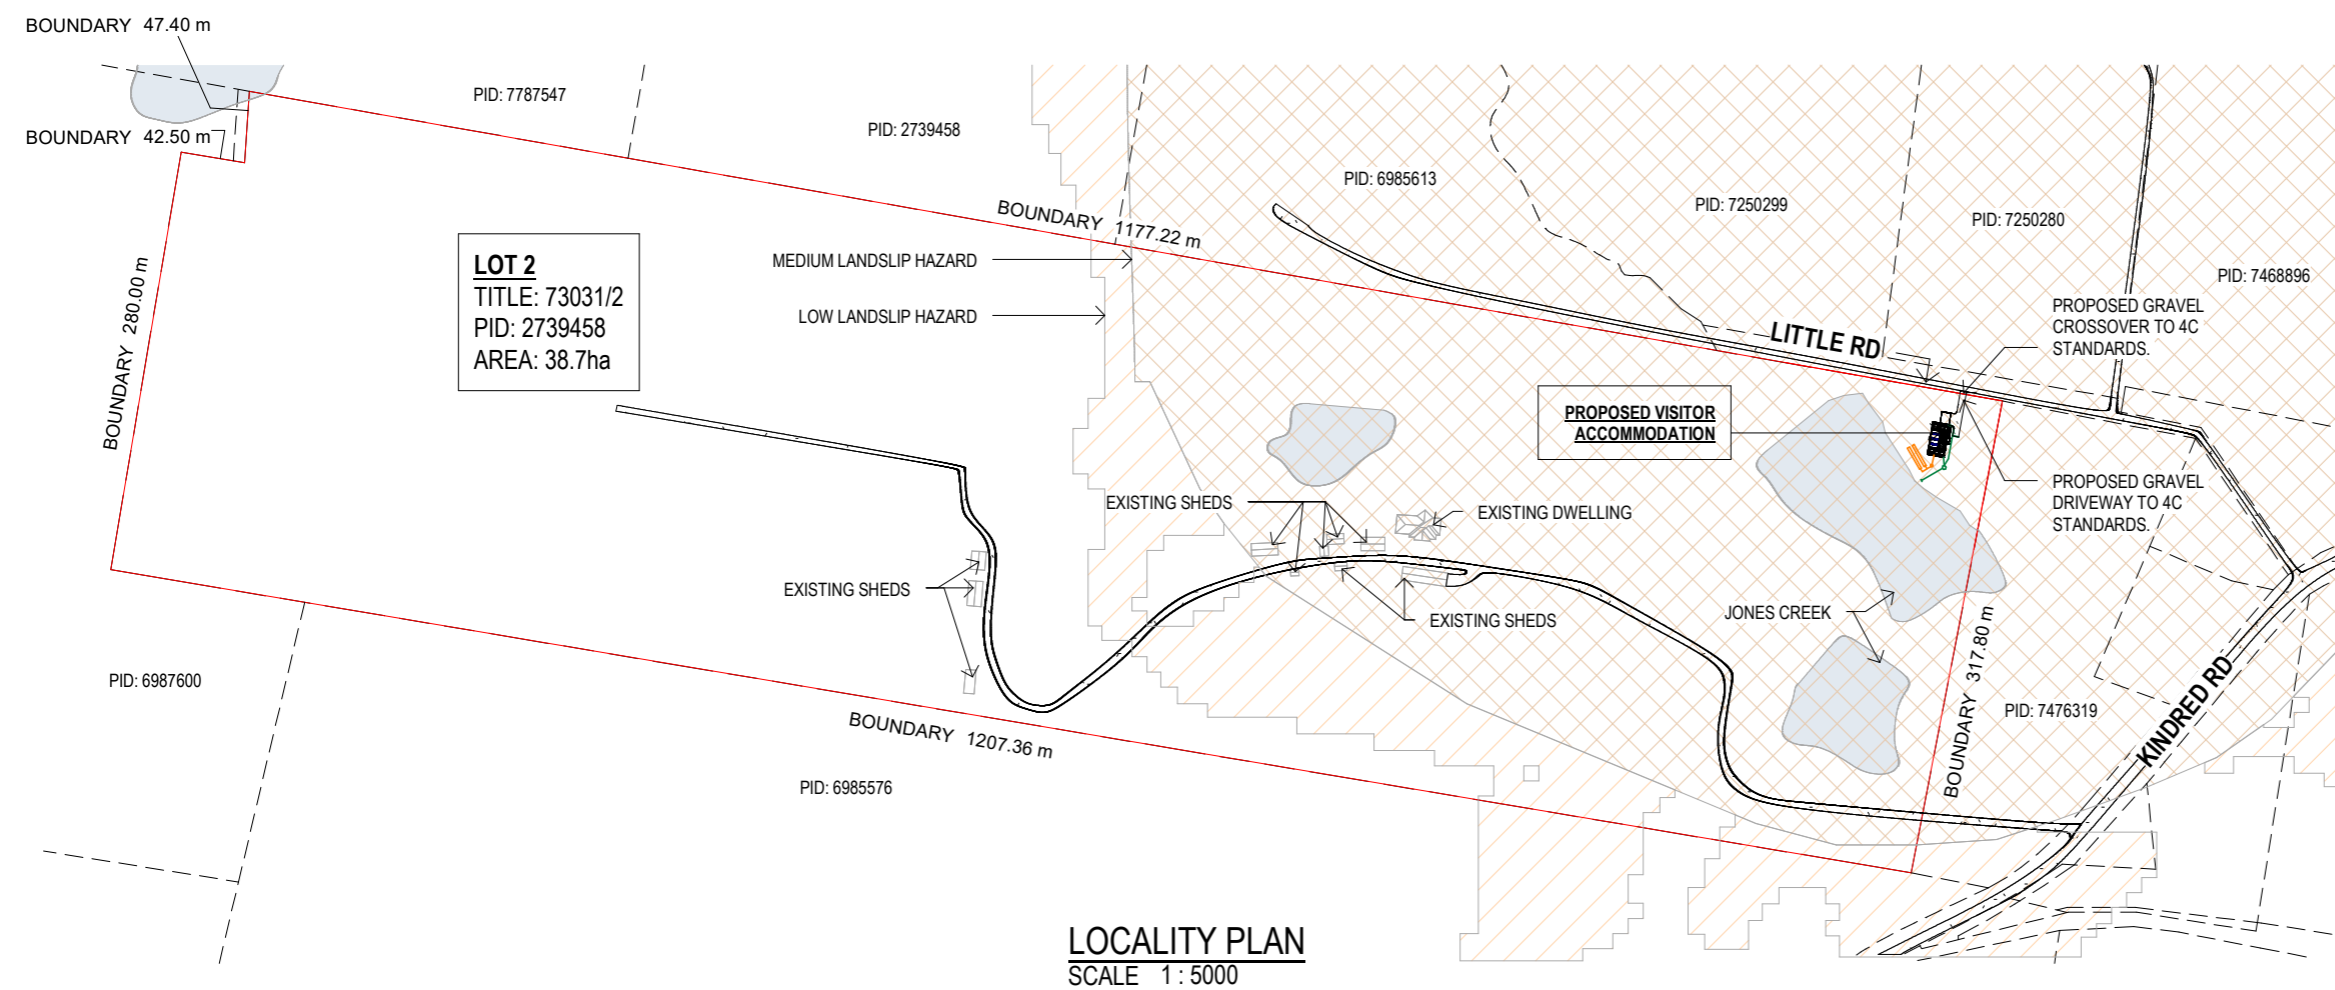 BOUNDARY 47.40 m
PID: 7787547
PID: 2739458
BOUNDARY 42.50 m
PID: 6985613
PID: 7250299
PID: 7250280
PID: 7468896
BOUNDARY 1177.22 m
LOT 2
TITLE: 73031/2
PID: 2739458
AREA: 38.7ha
MEDIUM LANDSLIP HAZARD
LOW LANDSLIP HAZARD
BOUNDARY 280.00 m
LITTLE RD
PROPOSED GRAVEL
CROSSOVER TO 4C
STANDARDS.
PROPOSED VISITOR
ACCOMMODATION
PROPOSED GRAVEL
DRIVEWAY TO 4C
STANDARDS.
EXISTING SHEDS
EXISTING DWELLING
EXISTING SHEDS
EXISTING SHEDS
JONES CREEK
BOUNDARY 317.80 m
PID: 6987600
PID: 7476319
KINDRED RD
BOUNDARY 1207.36 m
PID: 6985576
LOCALITY PLAN
SCALE 1 : 5000